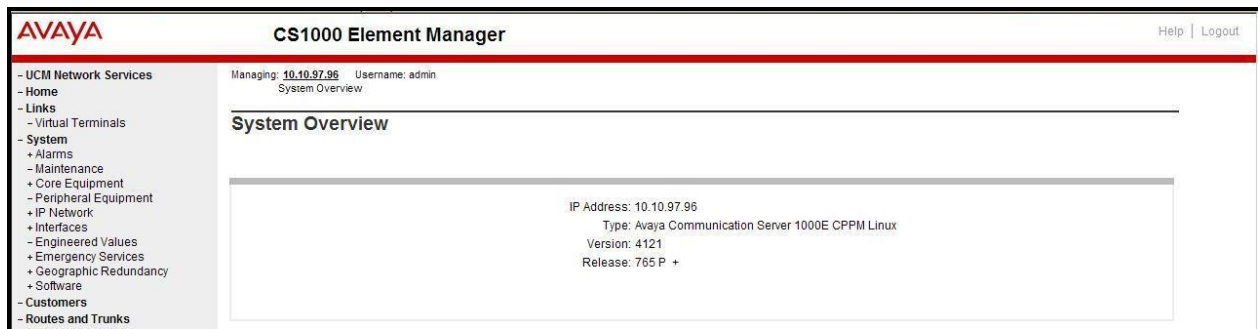 AVAYA
CS1000 Element Manager
Help | Logout
- UCM Network Services
- Home
- Links
- Virtual Terminals
- System
+ Alarms
- Maintenance
+ Core Equipment
- Peripheral Equipment
+ IP Network
+ Interfaces
- Engineered Values
+ Emergency Services
+ Geographic Redundancy
+ Software
- Customers
- Routes and Trunks
Managing: 10.10.97.96 Username: admin
System Overview
System Overview
IP Address: 10.10.97.96
Type: Avaya Communication Server 1000E CPPM Linux
Version: 4121
Release: 765 P +